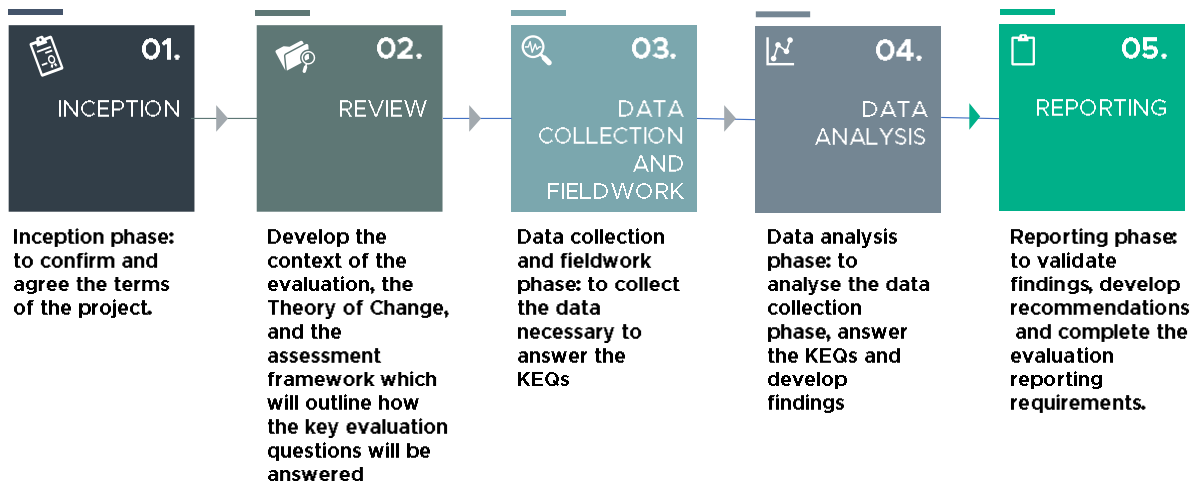 01.
INCEPTION
Inception phase:
to confirm and
agree the terms
of the project.
02.
REVIEW
Develop the
context of the
evaluation, the
Theory of Change,
and the
assessment
framework which
will outline how
the key evaluation
questions will be
answered
03.
DATA
COLLECTION
AND
FIELDWORK
Data collection
and fieldwork
phase: to collect
the data
necessary to
answer the
KEQs
04.
DATA
ANALYSIS
Data analysis
phase: to
analyse the data
collection
phase, answer
the KEQs and
develop
findings
05.
REPORTING
Reporting phase:
to validate
findings, develop
recommendations
and complete the
evaluation
reporting
requirements.